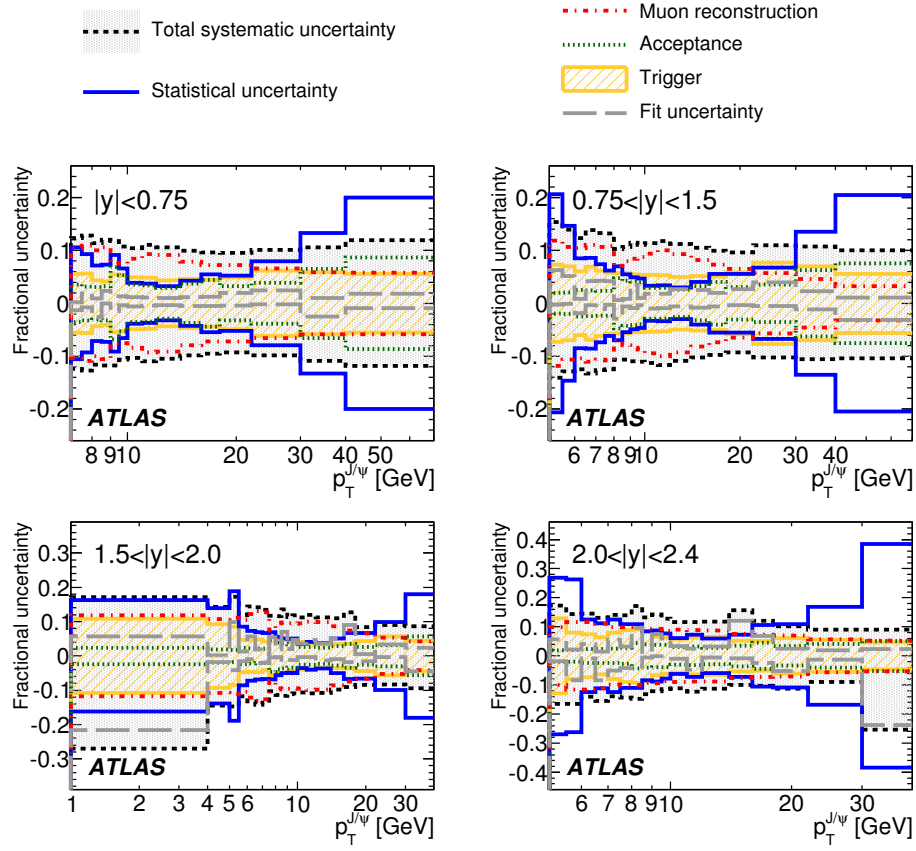 Total systematic uncertainty
Statistical uncertainty
Muon reconstruction
Acceptance
Trigger
Fit uncertainty
Fractional uncertainty
0.2
0.1
0
-0.1
-0.2
|y|<0.75
ATLAS
8 9 10 20 30 40 50
p_T^{J/ψ} [GeV]
Fractional uncertainty
0.2
0.1
0
-0.1
-0.2
0.75<|y|<1.5
ATLAS
6 7 8 9 10 20 30 40
p_T^{J/ψ} [GeV]
Fractional uncertainty
0.3
0.2
0.1
0
-0.1
-0.2
-0.3
1.5<|y|<2.0
ATLAS
1 2 3 4 5 6 10 20 30
p_T^{J/ψ} [GeV]
Fractional uncertainty
0.4
0.3
0.2
0.1
0
-0.1
-0.2
-0.3
-0.4
2.0<|y|<2.4
ATLAS
6 7 8 9 10 20 30
p_T^{J/ψ} [GeV]